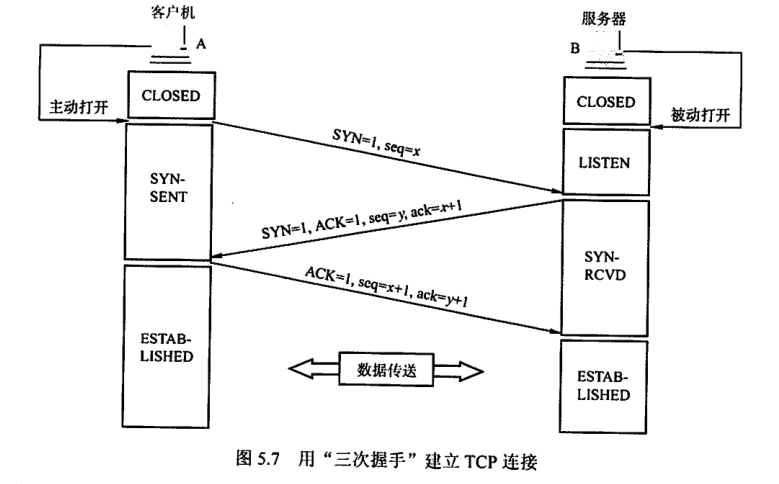 客户机
服务器
A
B
CLOSED
CLOSED
主动打开
被动打开
SYN=1, seq=x
LISTEN
SYN-
SENT
SYN=1, ACK=1, seq=y, ack=x+1
SYN-
RCVD
ACK=1, seq=x+1, ack=y+1
ESTAB-
LISHED
数据传送
ESTAB-
LISHED
图 5.7 用“三次握手”建立 TCP 连接